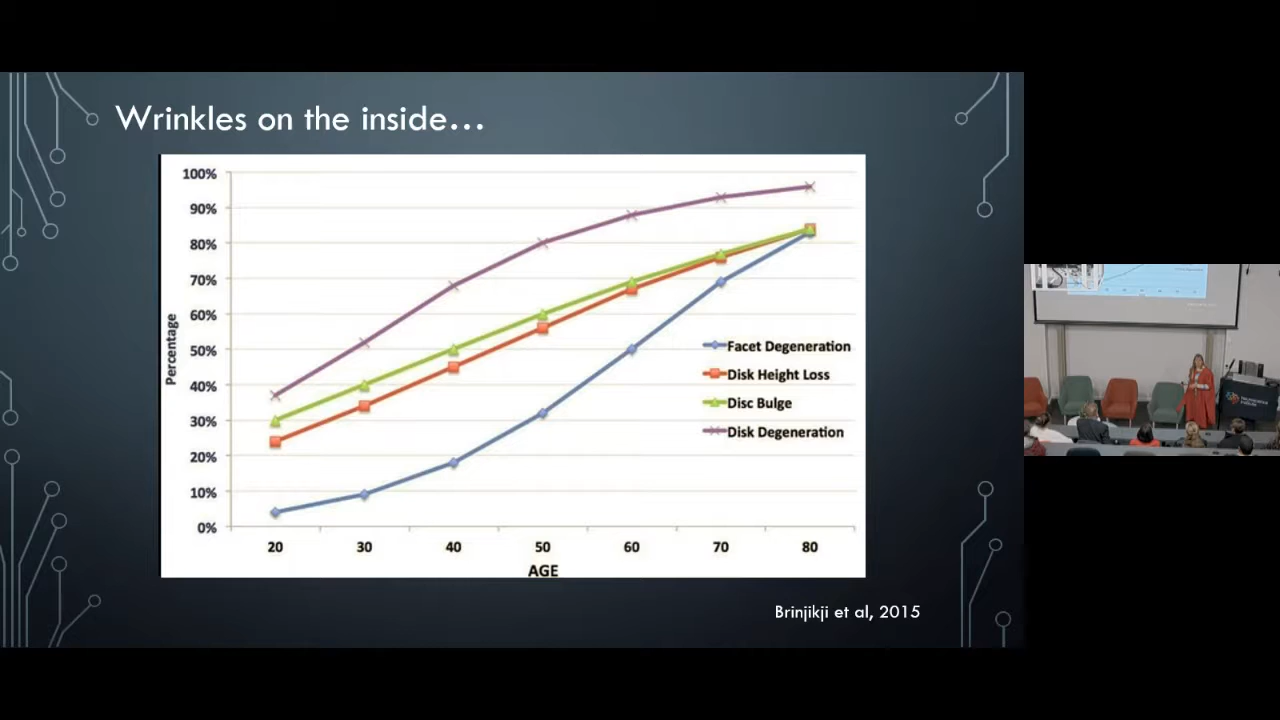 Wrinkles on the inside...
100%
90%
80%
70%
60%
50%
40%
30%
20%
10%
0%
Percentage
20 30 40 50 60 70 80
AGE
Facet Degeneration
Disk Height Loss
Disc Bulge
Disk Degeneration
Brinjikji et al, 2015